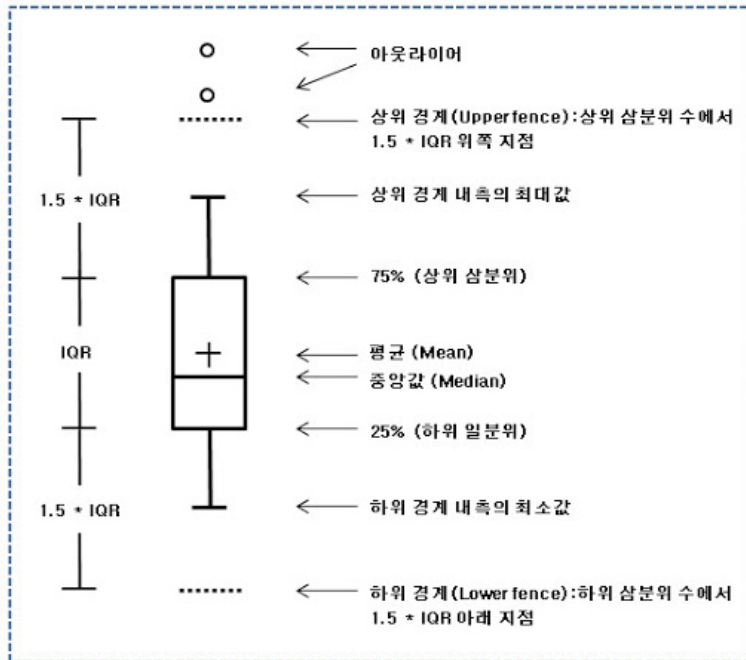 아웃라이어
상위 경계(Upperfence):상위 삼분위 수에서
1.5 * IQR 위쪽 지점
1.5 * IQR
상위 경계 내측의 최대값
75% (상위 삼분위)
IQR
평균 (Mean)
중앙값 (Median)
25% (하위 일분위)
1.5 * IQR
하위 경계 내측의 최소값
하위 경계(Lowerfence):하위 삼분위 수에서
1.5 * IQR 아래 지점